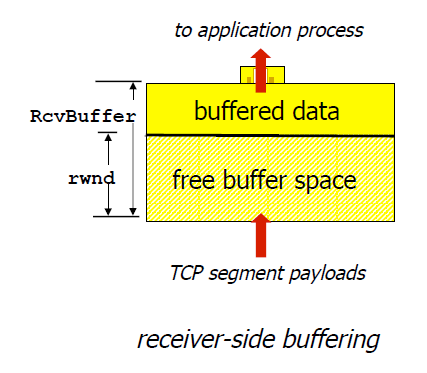 to application process
buffered data
RcvBuffer
rwnd
free buffer space
TCP segment payloads
receiver-side buffering